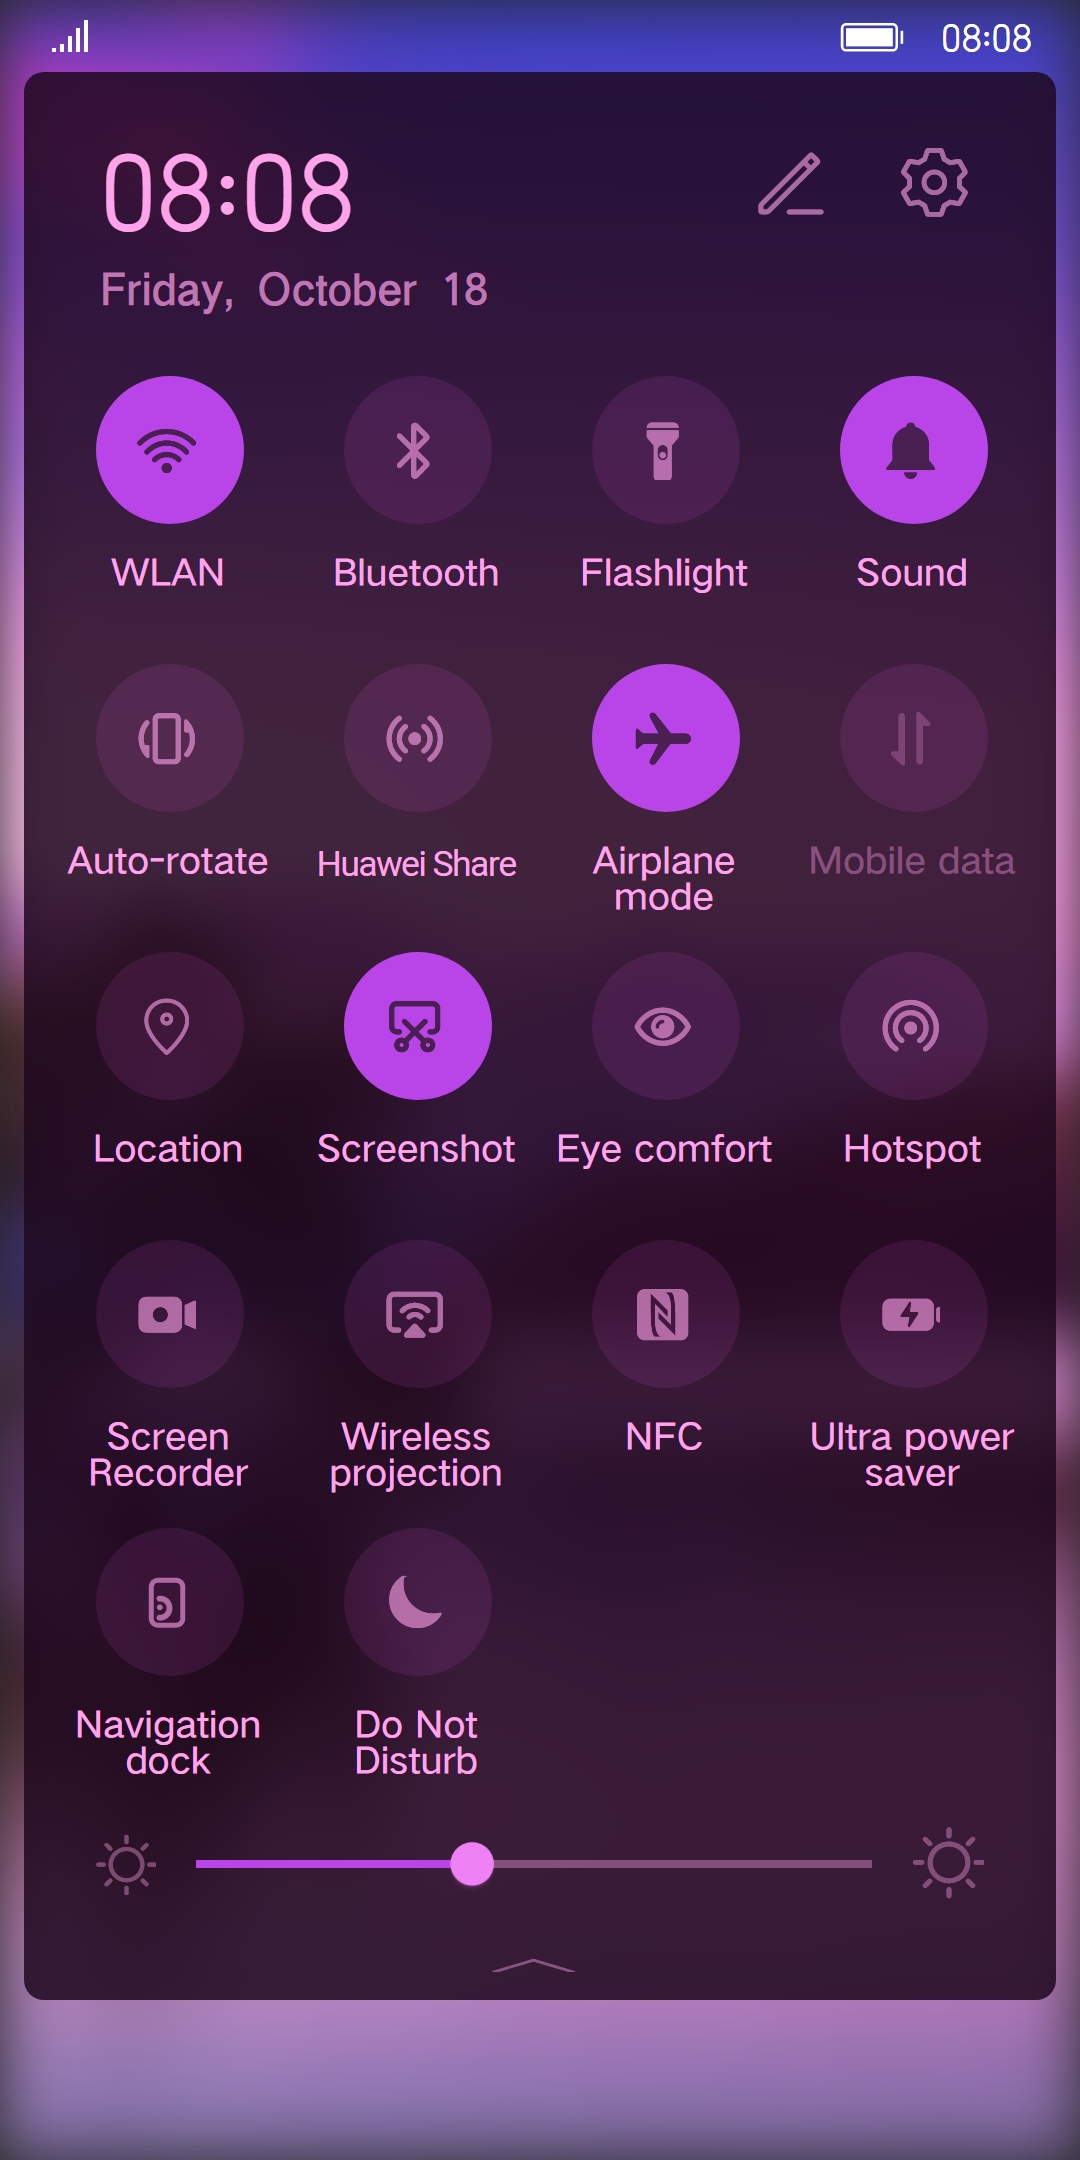 08:08
08:08
Friday, October 18
WLAN
Bluetooth
Flashlight
Sound
Auto-rotate
Huawei Share
Airplane
mode
Mobile data
Location
Screenshot
Eye comfort
Hotspot
Screen
Recorder
Wireless
projection
NFC
Ultra power
saver
Navigation
dock
Do Not
Disturb